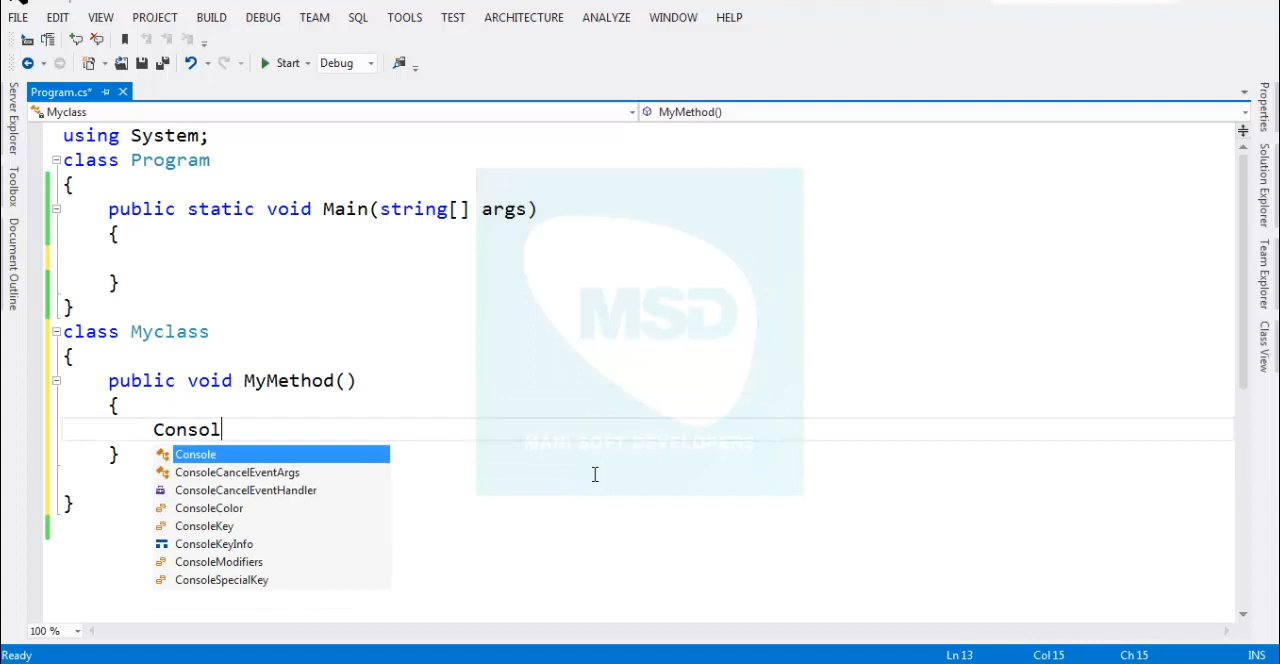 FILE EDIT VIEW PROJECT BUILD DEBUG TEAM SQL TOOLS TEST ARCHITECTURE ANALYZE WINDOW HELP
Start Debug
Program.cs*
Myclass MyMethod()
using System;
class Program
{
public static void Main(string[] args)
{
}
}
class Myclass
{
public void MyMethod()
{
Consol
}
}
Console
ConsoleCancelEventArgs
ConsoleCancelEventHandler
ConsoleColor
ConsoleKey
ConsoleKeyInfo
ConsoleModifiers
ConsoleSpecialKey
MSD
MANI SOFT DEVELOPERS
Server Explorer
Toolbox
Document Outline
Properties
Solution Explorer
Team Explorer
Class View
100 %
Ready Ln 13 Col 15 Ch 15 INS